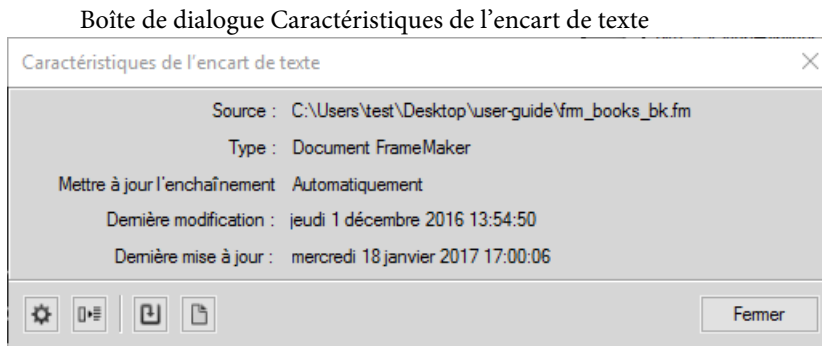 Boîte de dialogue Caractéristiques de l’encart de texte
Caractéristiques de l'encart de texte
Source : C:\Users\test\Desktop\user-guide\frm_books_bk.fm
Type : Document FrameMaker
Mettre à jour l'enchaînement Automatiquement
Dernière modification : jeudi 1 décembre 2016 13:54:50
Dernière mise à jour : mercredi 18 janvier 2017 17:00:06
Fermer